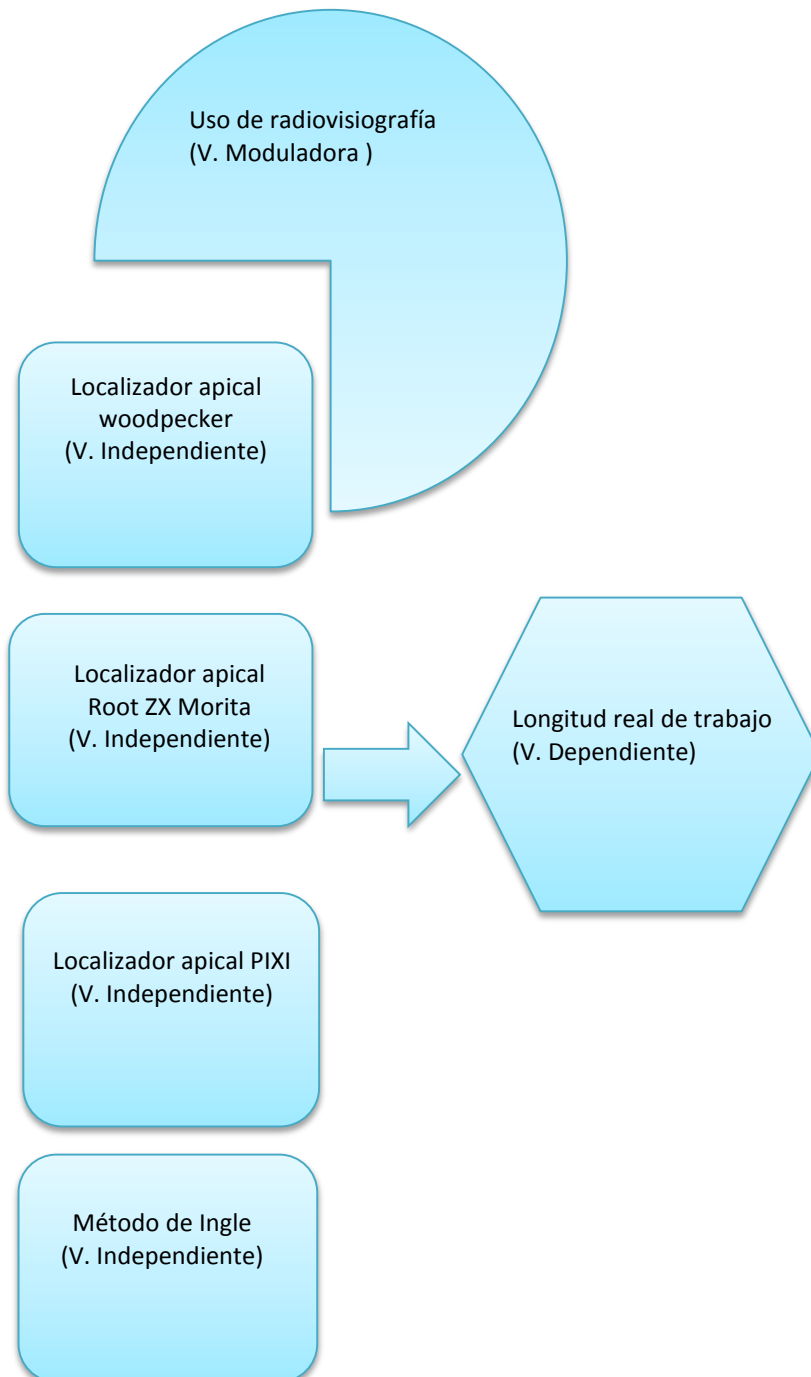 Uso de radiovisiografía
(V. Moduladora )
Localizador apical
woodpecker
(V. Independiente)
Localizador apical
Root ZX Morita
(V. Independiente)
Longitud real de trabajo
(V. Dependiente)
Localizador apical PIXI
(V. Independiente)
Método de Ingle
(V. Independiente)